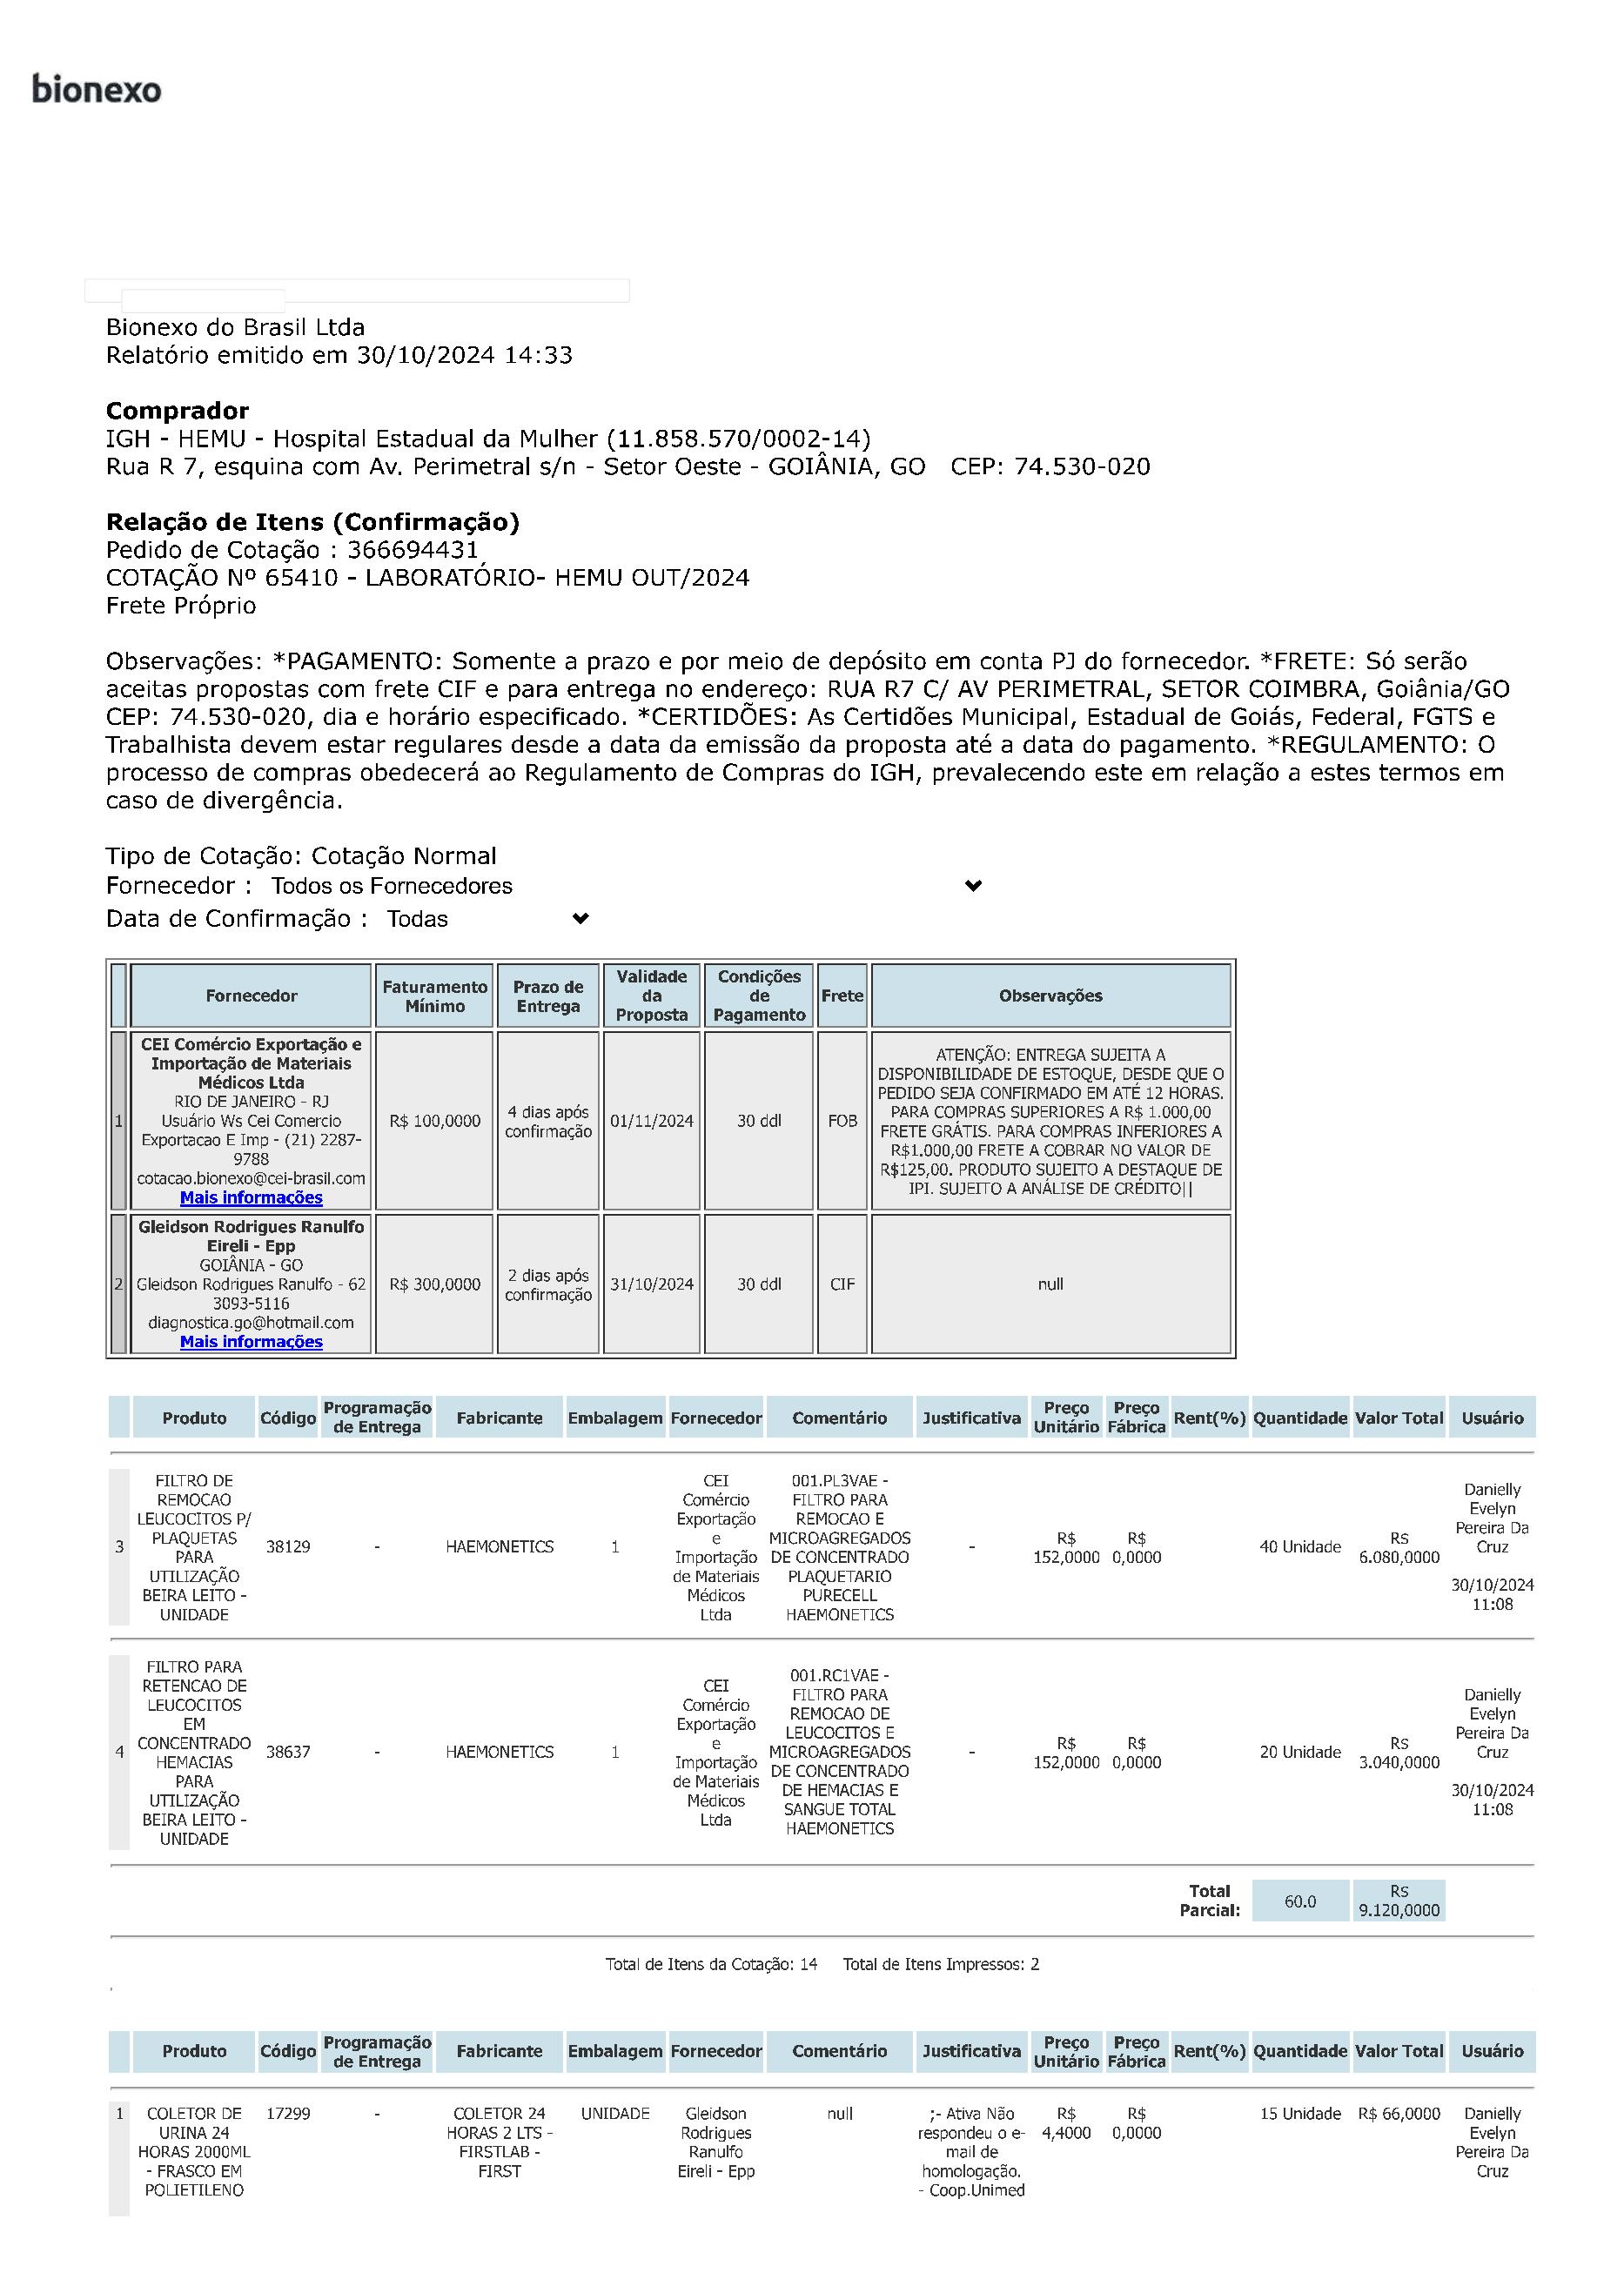 bionexo
Bionexo do Brasil Ltda
Relatório emitido em 30/10/2024 14:33
Comprador
IGH - HEMU - Hospital Estadual da Mulher (11.858.570/0002-14)
Rua R 7, esquina com Av. Perimetral s/n - Setor Oeste - GOIÂNIA, GO CEP: 74.530-020
Relação de Itens (Confirmação)
Pedido de Cotação : 366694431
COTAÇÃO Nº 65410 - LABORATÓRIO- HEMU OUT/2024
Frete Próprio
Observações: *PAGAMENTO: Somente a prazo e por meio de depósito em conta PJ do fornecedor. *FRETE: Só serão
aceitas propostas com frete CIF e para entrega no endereço: RUA R7 C/ AV PERIMETRAL, SETOR COIMBRA, Goiânia/GO
CEP: 74.530-020, dia e horário especificado. *CERTIDÕES: As Certidões Municipal, Estadual de Goiás, Federal, FGTS e
Trabalhista devem estar regulares desde a data da emissão da proposta até a data do pagamento. *REGULAMENTO: O
processo de compras obedecerá ao Regulamento de Compras do IGH, prevalecendo este em relação a estes termos em
caso de divergência.
Tipo de Cotação: Cotação Normal
Fornecedor : Todos os Fornecedores
Data de Confirmação : Todas
Fornecedor
Faturamento
Mínimo
Prazo de
Entrega
Validade
da
Proposta
Condições
de
Pagamento
Frete
Observações
1
CEI Comércio Exportação e
Importação de Materiais
Médicos Ltda
RIO DE JANEIRO - RJ
Usuário Ws Cei Comercio
Exportacao E Imp - (21) 2287-
9788
cotacao.bionexo@cei-brasil.com
Mais informações
R$ 100,0000
4 dias após
confirmação
01/11/2024
30 ddl
FOB
ATENÇÃO: ENTREGA SUJEITA A
DISPONIBILIDADE DE ESTOQUE, DESDE QUE O
PEDIDO SEJA CONFIRMADO EM ATÉ 12 HORAS.
PARA COMPRAS SUPERIORES A R$ 1.000,00
FRETE GRÁTIS. PARA COMPRAS INFERIORES A
R$1.000,00 FRETE A COBRAR NO VALOR DE
R$125,00. PRODUTO SUJEITO A DESTAQUE DE
IPI. SUJEITO A ANÁLISE DE CRÉDITO||
2
Gleidson Rodrigues Ranulfo
Eireli - Epp
GOIÂNIA - GO
Gleidson Rodrigues Ranulfo - 62
3093-5116
diagnostica.go@hotmail.com
Mais informações
R$ 300,0000
2 dias após
confirmação
31/10/2024
30 ddl
CIF
null
Produto
Código
Programação
de Entrega
Fabricante
Embalagem
Fornecedor
Comentário
Justificativa
Preço
Unitário
Preço
Fábrica
Rent(%)
Quantidade
Valor Total
Usuário
3
FILTRO DE
REMOCAO
LEUCOCITOS P/
PLAQUETAS
PARA
UTILIZAÇÃO
BEIRA LEITO -
UNIDADE
38129
-
HAEMONETICS
1
CEI
Comércio
Exportação
e
Importação
de Materiais
Médicos
Ltda
001.PL3VAE -
FILTRO PARA
REMOCAO E
MICROAGREGADOS
DE CONCENTRADO
PLAQUETARIO
PURECELL
HAEMONETICS
-
R$
152,0000
R$
0,0000
40 Unidade
R$
6.080,0000
Danielly
Evelyn
Pereira Da
Cruz
30/10/2024
11:08
4
FILTRO PARA
RETENCAO DE
LEUCOCITOS
EM
CONCENTRADO
HEMACIAS
PARA
UTILIZAÇÃO
BEIRA LEITO -
UNIDADE
38637
-
HAEMONETICS
1
CEI
Comércio
Exportação
e
Importação
de Materiais
Médicos
Ltda
001.RC1VAE -
FILTRO PARA
REMOCAO DE
LEUCOCITOS E
MICROAGREGADOS
DE CONCENTRADO
DE HEMACIAS E
SANGUE TOTAL
HAEMONETICS
-
R$
152,0000
R$
0,0000
20 Unidade
R$
3.040,0000
Danielly
Evelyn
Pereira Da
Cruz
30/10/2024
11:08
Total
Parcial:
60.0
R$
9.120,0000
Total de Itens da Cotação: 14 Total de Itens Impressos: 2
Produto
Código
Programação
de Entrega
Fabricante
Embalagem
Fornecedor
Comentário
Justificativa
Preço
Unitário
Preço
Fábrica
Rent(%)
Quantidade
Valor Total
Usuário
1
COLETOR DE
URINA 24
HORAS 2000ML
- FRASCO EM
POLIETILENO
17299
-
COLETOR 24
HORAS 2 LTS -
FIRSTLAB -
FIRST
UNIDADE
Gleidson
Rodrigues
Ranulfo
Eireli - Epp
null
;- Ativa Não
respondeu o e-
mail de
homologação.
- Coop.Unimed
R$
4,4000
R$
0,0000
15 Unidade
R$ 66,0000
Danielly
Evelyn
Pereira Da
Cruz